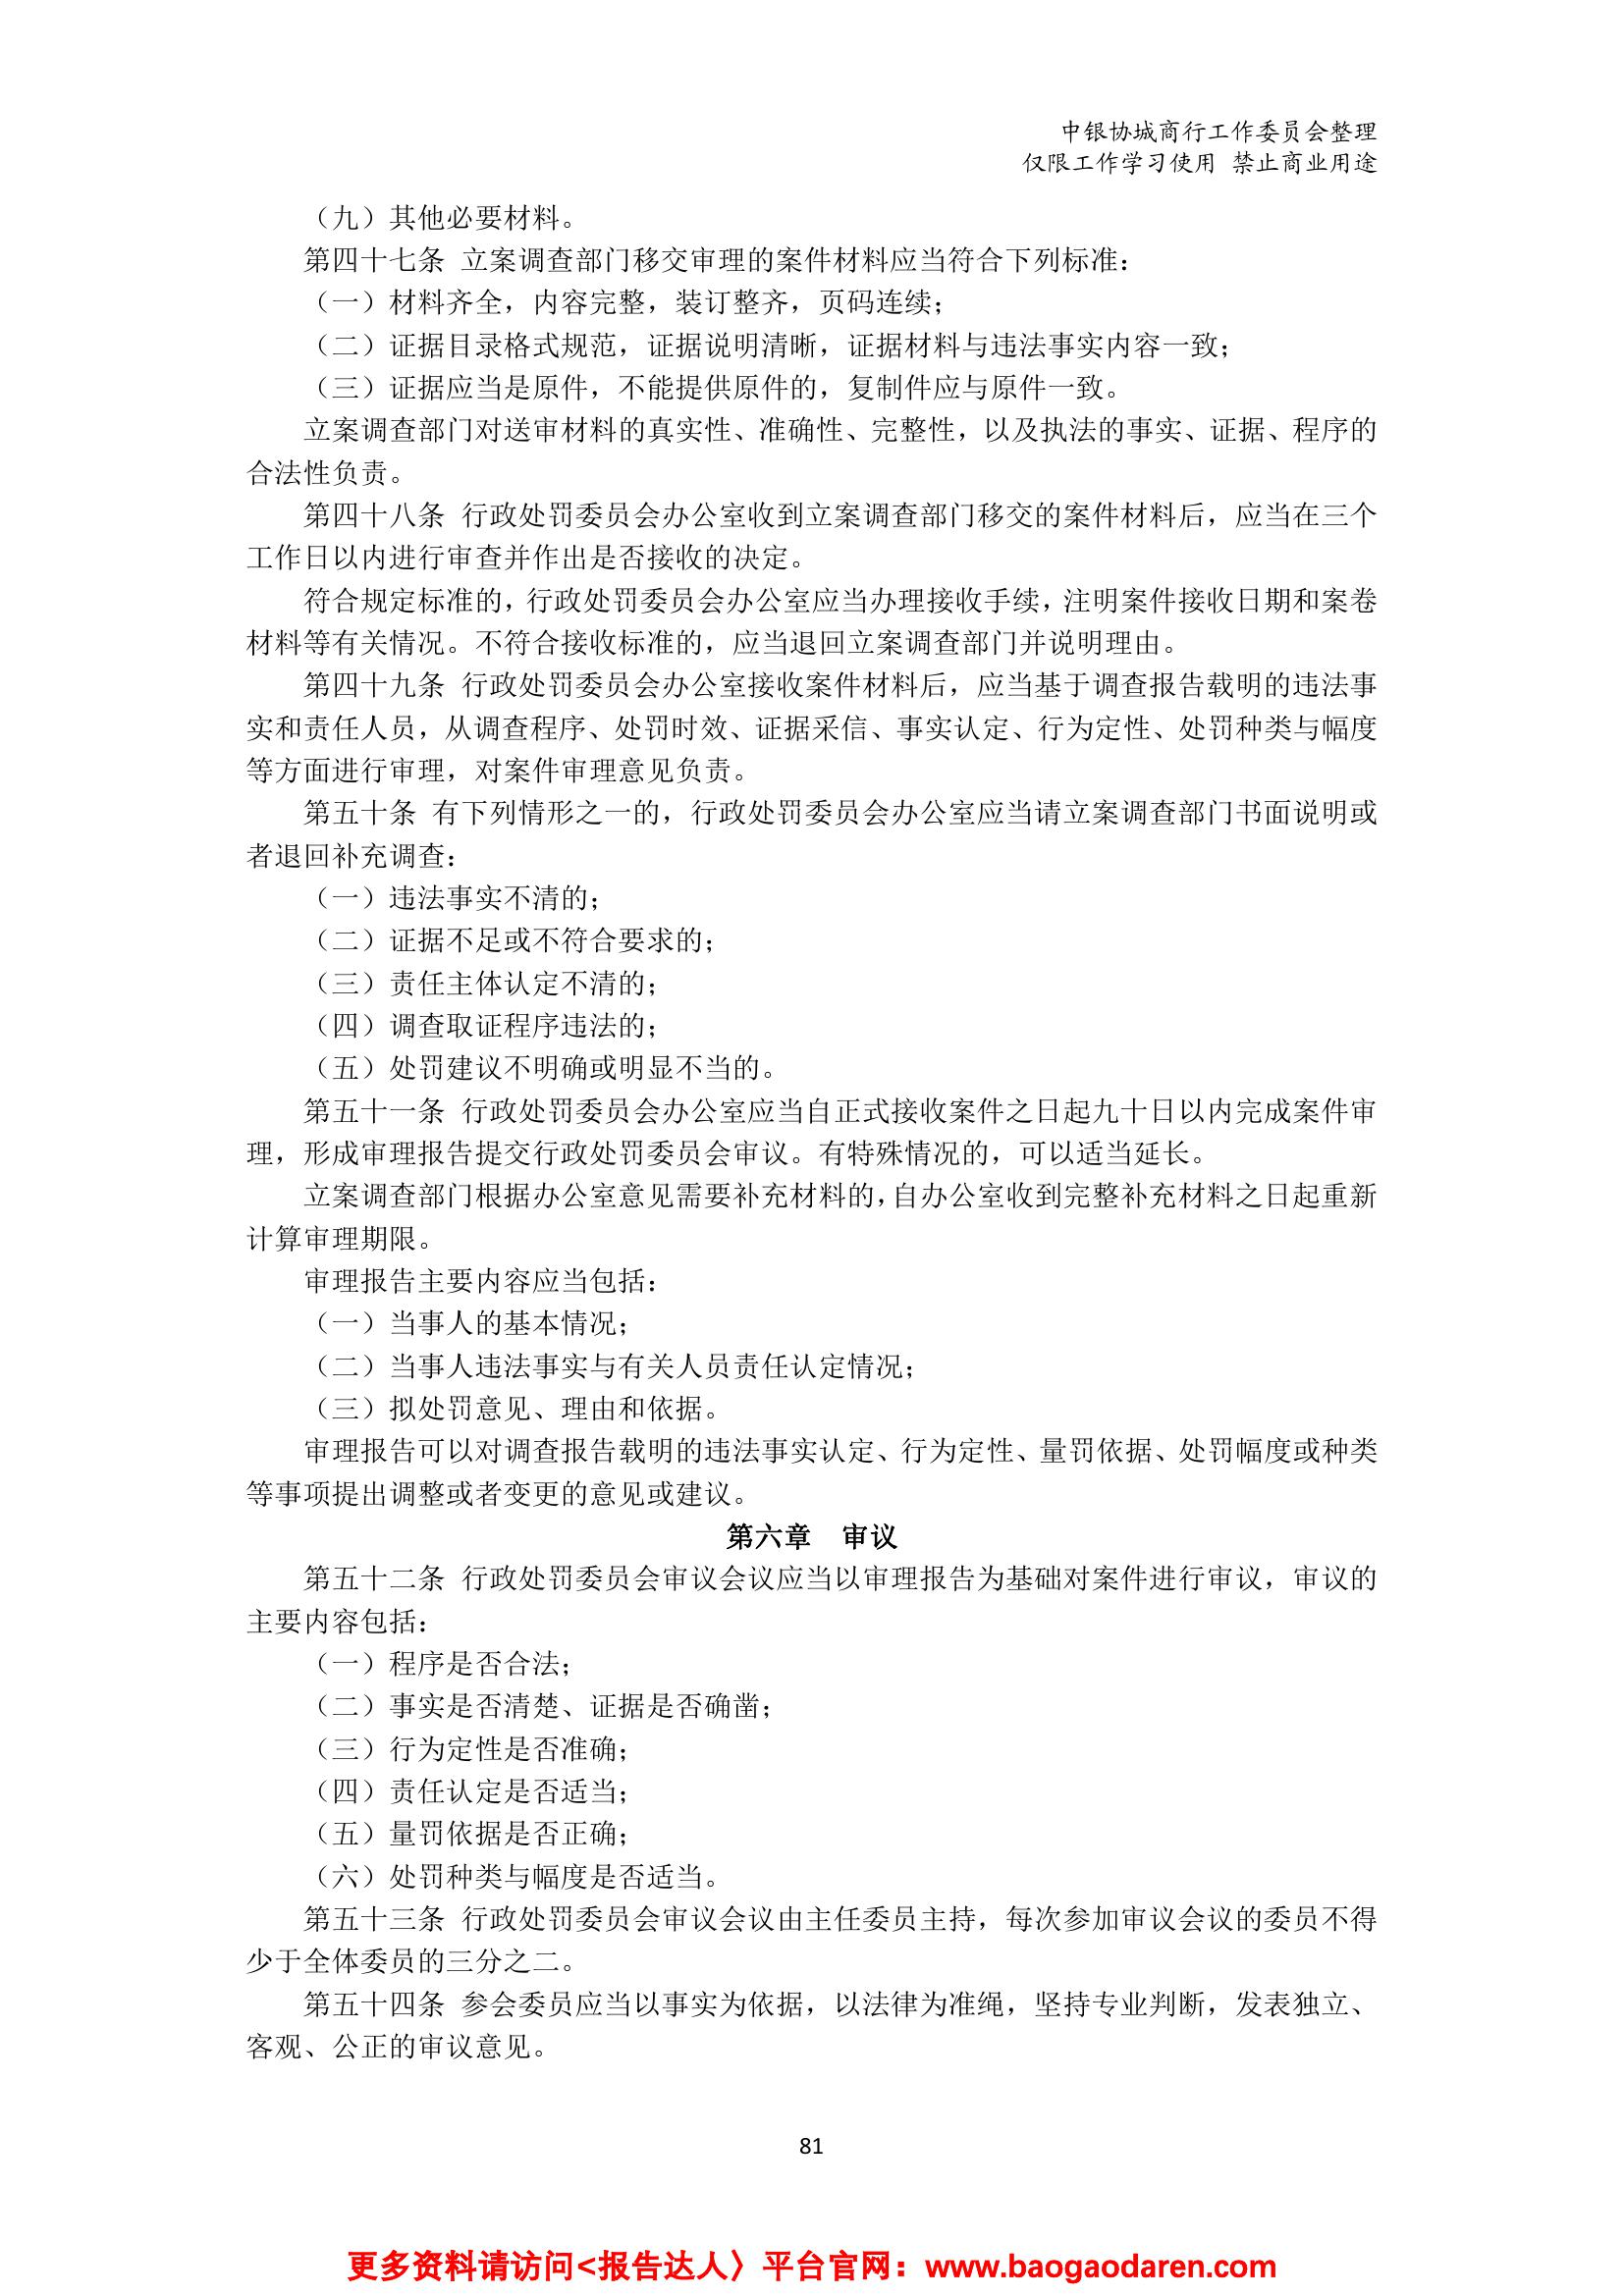 中银协城商行工作委员会整理
仅限工作学习使用 禁止商业用途
（九）其他必要材料。
第四十七条 立案调查部门移交审理的案件材料应当符合下列标准：
（一）材料齐全，内容完整，装订整齐，页码连续；
（二）证据目录格式规范，证据说明清晰，证据材料与违法事实内容一致；
（三）证据应当是原件，不能提供原件的，复制件应与原件一致。
立案调查部门对送审材料的真实性、准确性、完整性，以及执法的事实、证据、程序的
合法性负责。
第四十八条 行政处罚委员会办公室收到立案调查部门移交的案件材料后，应当在三个
工作日以内进行审查并作出是否接收的决定。
符合规定标准的，行政处罚委员会办公室应当办理接收手续，注明案件接收日期和案卷
材料等有关情况。不符合接收标准的，应当退回立案调查部门并说明理由。
第四十九条 行政处罚委员会办公室接收案件材料后，应当基于调查报告载明的违法事
实和责任人员，从调查程序、处罚时效、证据采信、事实认定、行为定性、处罚种类与幅度
等方面进行审理，对案件审理意见负责。
第五十条 有下列情形之一的，行政处罚委员会办公室应当请立案调查部门书面说明或
者退回补充调查：
（一）违法事实不清的；
（二）证据不足或不符合要求的；
（三）责任主体认定不清的；
（四）调查取证程序违法的；
（五）处罚建议不明确或明显不当的。
第五十一条 行政处罚委员会办公室应当自正式接收案件之日起九十日以内完成案件审
理，形成审理报告提交行政处罚委员会审议。有特殊情况的，可以适当延长。
立案调查部门根据办公室意见需要补充材料的，自办公室收到完整补充材料之日起重新
计算审理期限。
审理报告主要内容应当包括：
（一）当事人的基本情况；
（二）当事人违法事实与有关人员责任认定情况；
（三）拟处罚意见、理由和依据。
审理报告可以对调查报告载明的违法事实认定、行为定性、量罚依据、处罚幅度或种类
等事项提出调整或者变更的意见或建议。
第六章 审议
第五十二条 行政处罚委员会审议会议应当以审理报告为基础对案件进行审议，审议的
主要内容包括：
（一）程序是否合法；
（二）事实是否清楚、证据是否确凿；
（三）行为定性是否准确；
（四）责任认定是否适当；
（五）量罚依据是否正确；
（六）处罚种类与幅度是否适当。
第五十三条 行政处罚委员会审议会议由主任委员主持，每次参加审议会议的委员不得
少于全体委员的三分之二。
第五十四条 参会委员应当以事实为依据，以法律为准绳，坚持专业判断，发表独立、
客观、公正的审议意见。
81
更多资料请访问<报告达人〉平台官网：www.baogaodaren.com